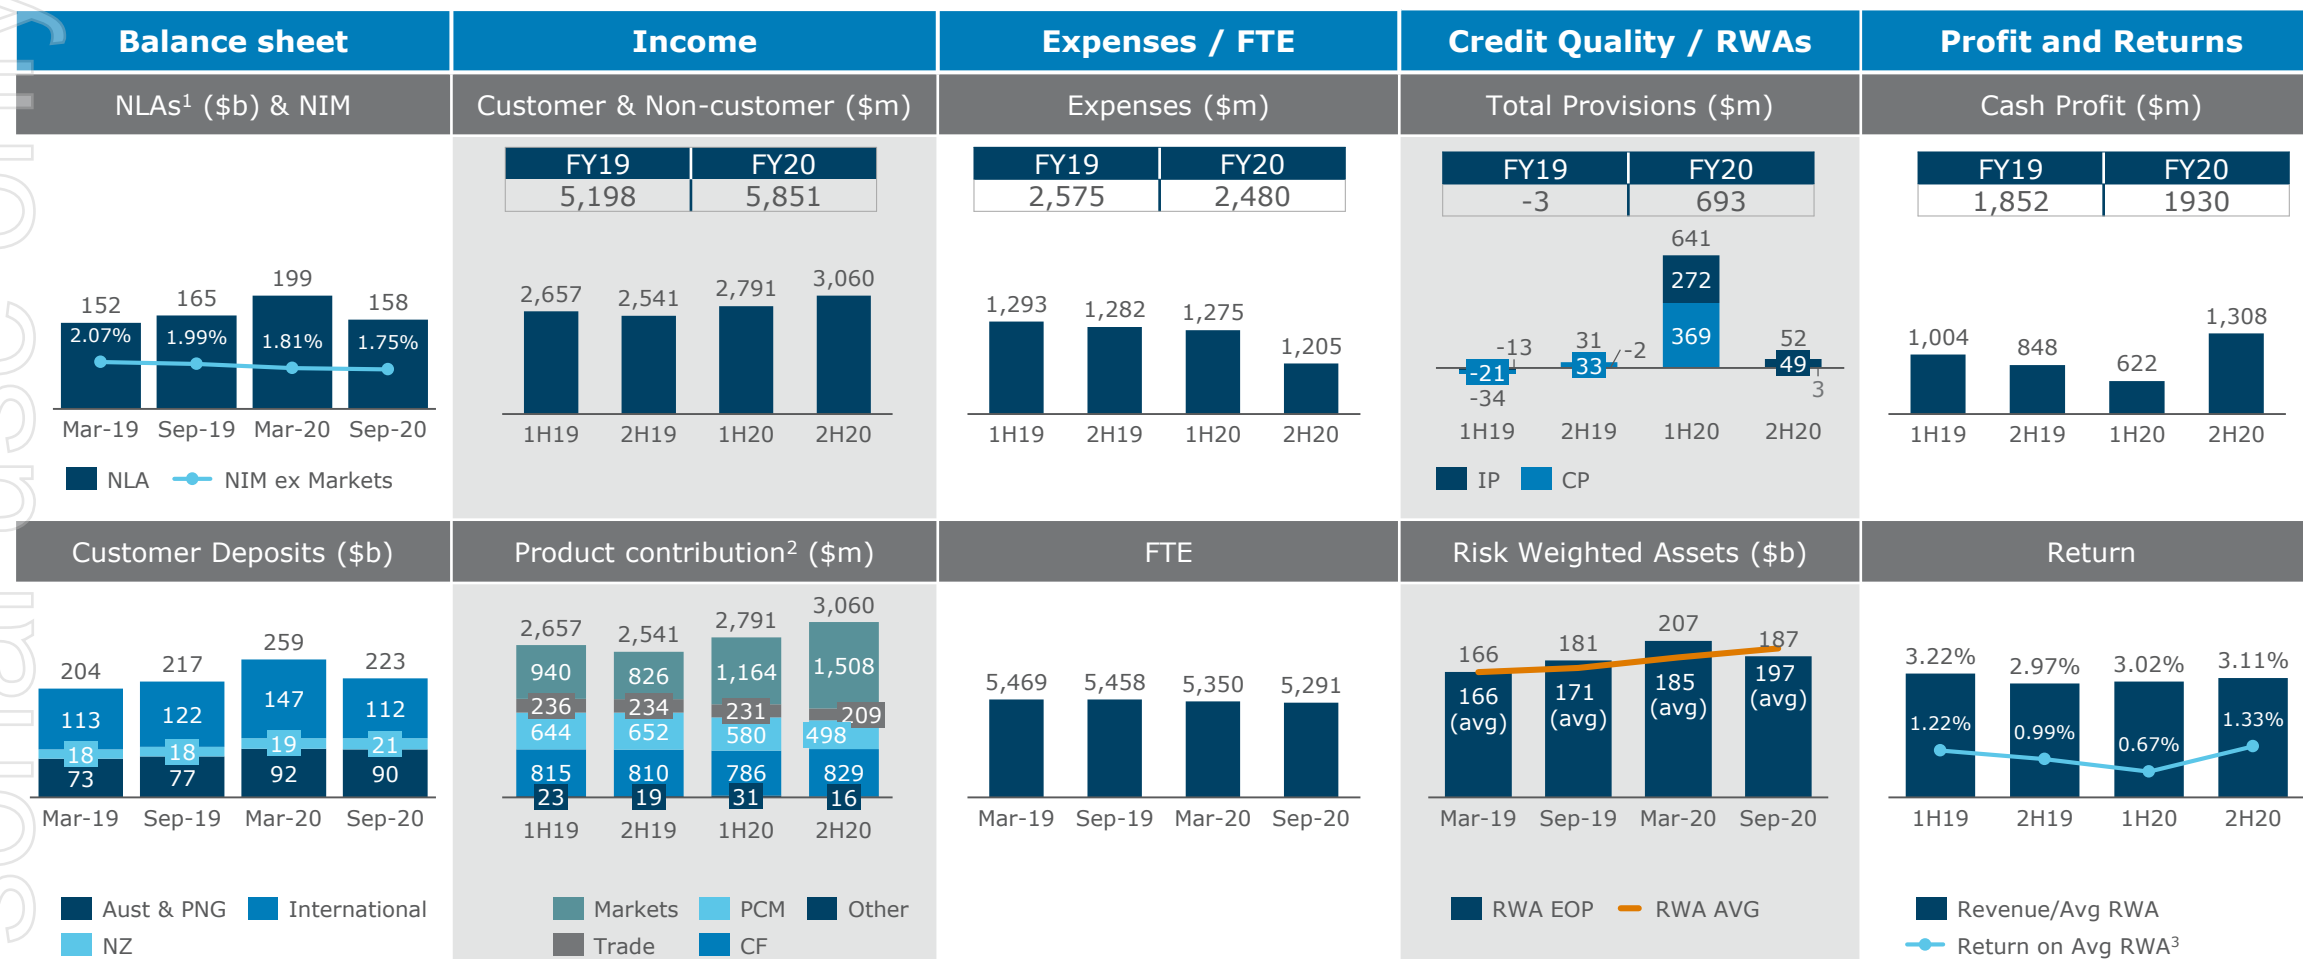 Balance sheet
Income
Expenses / FTE
Credit Quality / RWAs
Profit and Returns
NLAs1 ($b) & NIM
Customer & Non-customer ($m)
Expenses ($m)
Total Provisions ($m)
Cash Profit ($m)
152 165 199 158
2.07% 1.99% 1.81% 1.75%
Mar-19 Sep-19 Mar-20 Sep-20
NLA NIM ex Markets
FY19 FY20
5,198 5,851
2,657 2,541 2,791 3,060
1H19 2H19 1H20 2H20
FY19 FY20
2,575 2,480
1,293 1,282 1,275 1,205
1H19 2H19 1H20 2H20
FY19 FY20
-3 693
641
272
369
-13 31 -2 52
-21 33 49
-34 3
1H19 2H19 1H20 2H20
IP CP
FY19 FY20
1,852 1930
1,004 848 622 1,308
1H19 2H19 1H20 2H20
Customer Deposits ($b)
Product contribution2 ($m)
FTE
Risk Weighted Assets ($b)
Return
204 217 259 223
113 122 147 112
18 18 19 21
73 77 92 90
Mar-19 Sep-19 Mar-20 Sep-20
Aust & PNG International
NZ
2,657 2,541 2,791 3,060
940 826 1,164 1,508
236 234 231 209
644 652 580 498
815 810 786 829
23 19 31 16
1H19 2H19 1H20 2H20
Markets PCM Other
Trade CF
5,469 5,458 5,350 5,291
Mar-19 Sep-19 Mar-20 Sep-20
166 181 207 187
166 171 185 197
(avg) (avg) (avg) (avg)
Mar-19 Sep-19 Mar-20 Sep-20
RWA EOP RWA AVG
3.22% 2.97% 3.02% 3.11%
1.22% 0.99% 0.67% 1.33%
1H19 2H19 1H20 2H20
Revenue/Avg RWA
Return on Avg RWA3